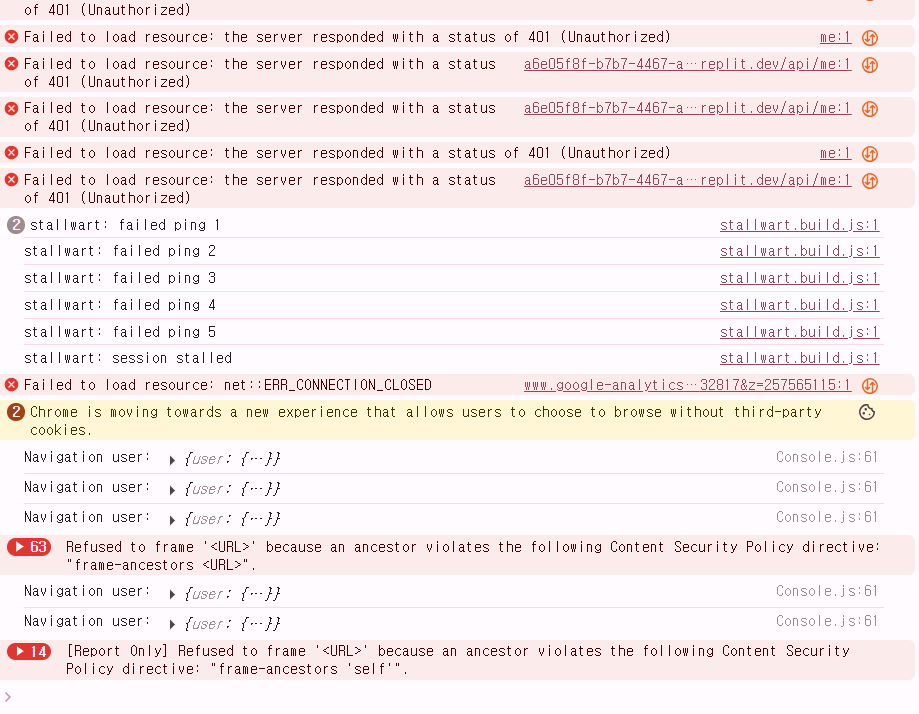 of 401 (Unauthorized)
Failed to load resource: the server responded with a status of 401 (Unauthorized) me:1
Failed to load resource: the server responded with a status a6e05f8f-b7b7-4467-a…replit.dev/api/me:1
of 401 (Unauthorized)
Failed to load resource: the server responded with a status a6e05f8f-b7b7-4467-a…replit.dev/api/me:1
of 401 (Unauthorized)
Failed to load resource: the server responded with a status of 401 (Unauthorized) me:1
Failed to load resource: the server responded with a status a6e05f8f-b7b7-4467-a…replit.dev/api/me:1
of 401 (Unauthorized)
2 stallwart: failed ping 1 stallwart.build.js:1
stallwart: failed ping 2 stallwart.build.js:1
stallwart: failed ping 3 stallwart.build.js:1
stallwart: failed ping 4 stallwart.build.js:1
stallwart: failed ping 5 stallwart.build.js:1
stallwart: session stalled stallwart.build.js:1
Failed to load resource: net::ERR_CONNECTION_CLOSED www.google-analytics…32817&z=257565115:1
2 Chrome is moving towards a new experience that allows users to choose to browse without third-party
cookies.
Navigation user: ▶ {user: {…}} Console.js:61
Navigation user: ▶ {user: {…}} Console.js:61
Navigation user: ▶ {user: {…}} Console.js:61
▶ 63 Refused to frame '<URL>' because an ancestor violates the following Content Security Policy directive:
"frame-ancestors <URL>".
Navigation user: ▶ {user: {…}} Console.js:61
Navigation user: ▶ {user: {…}} Console.js:61
▶ 14 [Report Only] Refused to frame '<URL>' because an ancestor violates the following Content Security
Policy directive: "frame-ancestors 'self'".